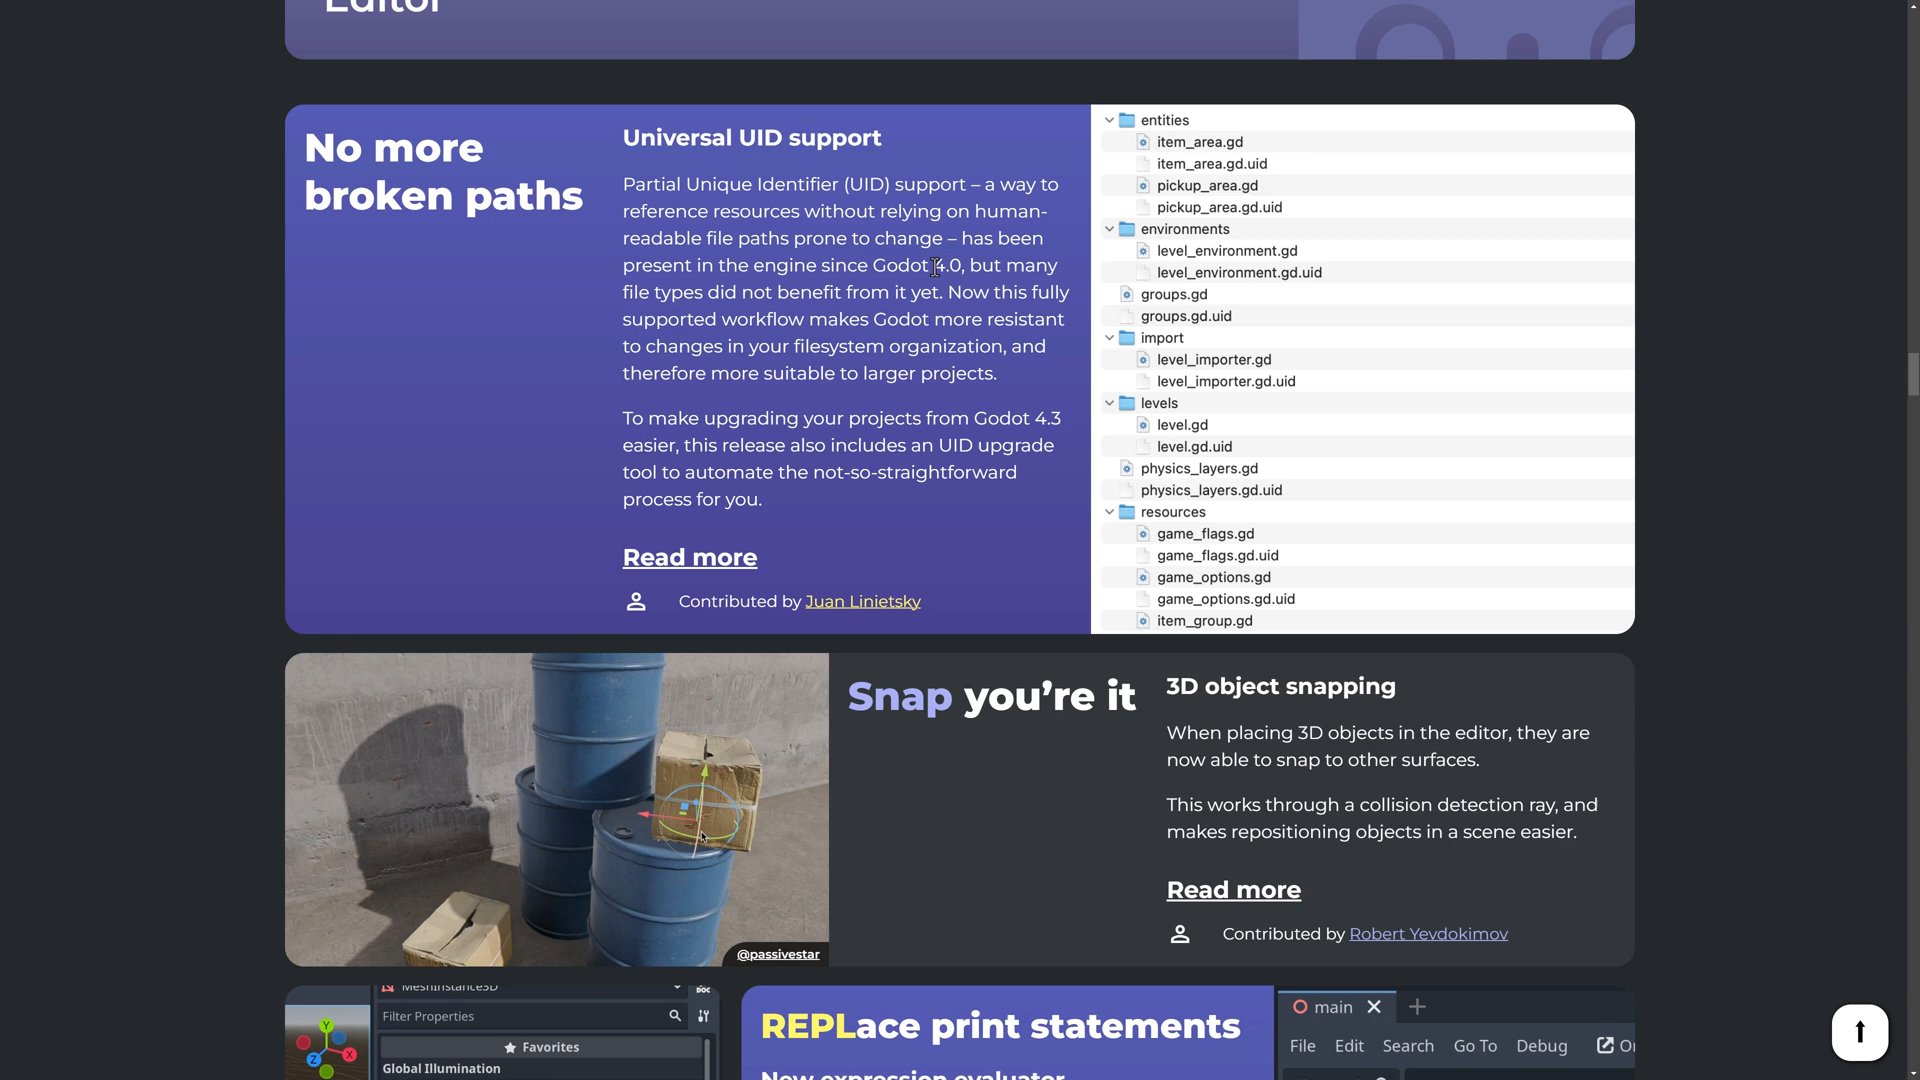 Editor
No more
broken paths
Universal UID support
Partial Unique Identifier (UID) support – a way to
reference resources without relying on human-
readable file paths prone to change – has been
present in the engine since Godot 4.0, but many
file types did not benefit from it yet. Now this fully
supported workflow makes Godot more resistant
to changes in your filesystem organization, and
therefore more suitable to larger projects.
To make upgrading your projects from Godot 4.3
easier, this release also includes an UID upgrade
tool to automate the not-so-straightforward
process for you.
Read more
Contributed by Juan Linietsky
entities
item_area.gd
item_area.gd.uid
pickup_area.gd
pickup_area.gd.uid
environments
level_environment.gd
level_environment.gd.uid
groups.gd
groups.gd.uid
import
level_importer.gd
level_importer.gd.uid
levels
level.gd
level.gd.uid
physics_layers.gd
physics_layers.gd.uid
resources
game_flags.gd
game_flags.gd.uid
game_options.gd
game_options.gd.uid
item_group.gd
@passivestar
Snap you’re it
3D object snapping
When placing 3D objects in the editor, they are
now able to snap to other surfaces.
This works through a collision detection ray, and
makes repositioning objects in a scene easier.
Read more
Contributed by Robert Yevdokimov
MeshInstance3D
DOC
Filter Properties
Favorites
Global Illumination
Y
X
Z
REPLace print statements
New expression evaluator
main
File Edit Search Go To Debug